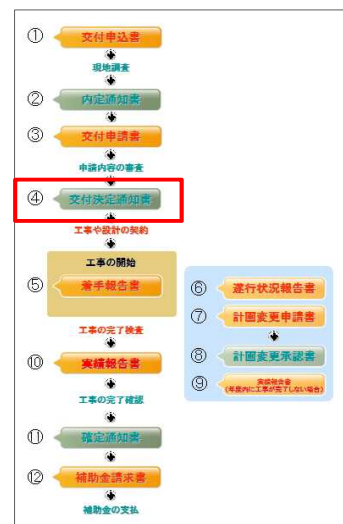 ① 交付申込書
現地調査
② 内定通知書
③ 交付申請書
申請内容の審査
④ 交付決定通知書
工事や設計の契約
工事の開始
⑤ 着手報告書
⑥ 遂行状況報告書
⑦ 計画変更申請書
⑧ 計画変更承認書
⑨ 実績報告書
(年度内に工事が完了しない場合)
工事の完了検査
⑩ 実績報告書
工事の完了確認
⑪ 確定通知書
⑫ 補助金請求書
補助金の支払